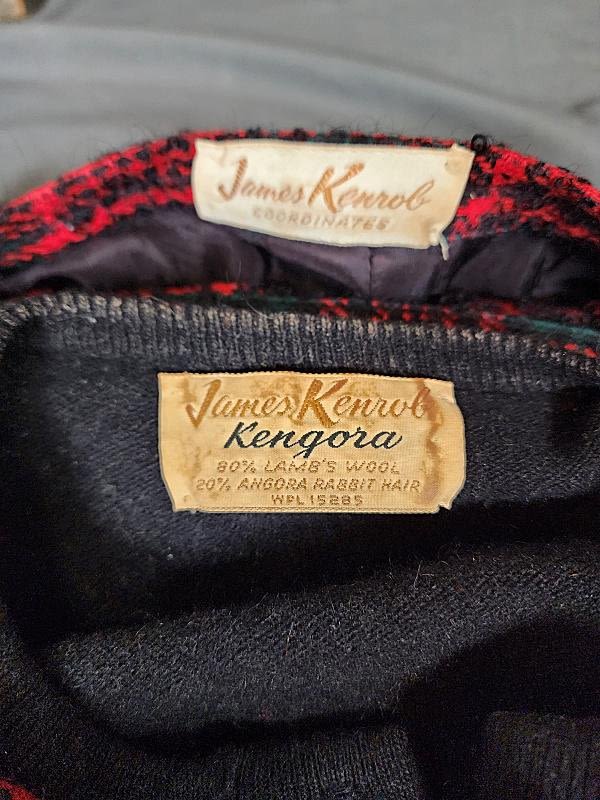 James Kenrob
COORDINATES
James Kenrob
Kengora
80% LAMB'S WOOL
20% ANGORA RABBIT HAIR
WPL 15285